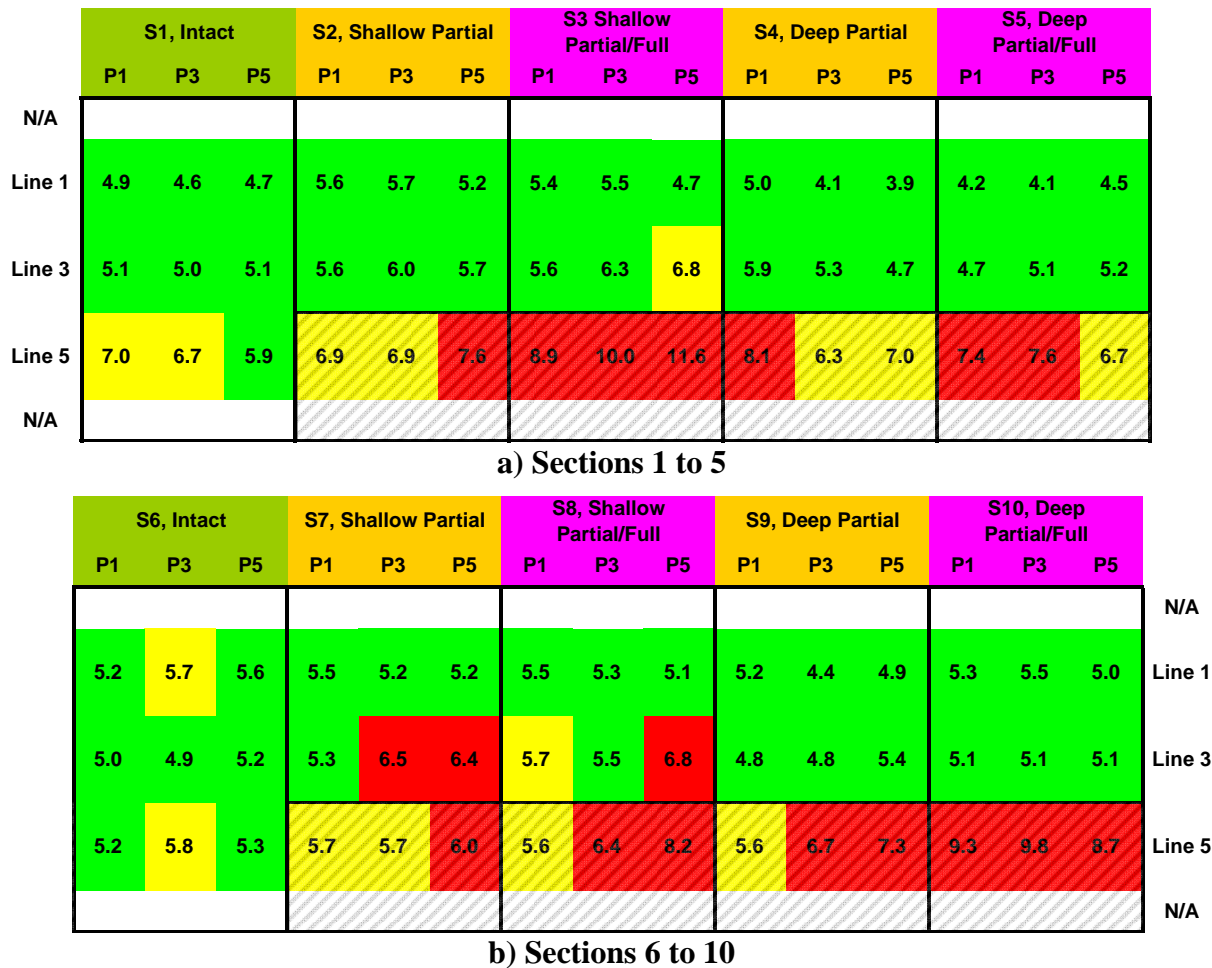 S1, Intact S2, Shallow Partial S3 Shallow Partial/Full S4, Deep Partial S5, Deep Partial/Full
P1 P3 P5 P1 P3 P5 P1 P3 P5 P1 P3 P5 P1 P3 P5
N/A
Line 1 4.9 4.6 4.7 5.6 5.7 5.2 5.4 5.5 4.7 5.0 4.1 3.9 4.2 4.1 4.5
Line 3 5.1 5.0 5.1 5.6 6.0 5.7 5.6 6.3 6.8 5.9 5.3 4.7 4.7 5.1 5.2
Line 5 7.0 6.7 5.9 6.9 6.9 7.6 8.9 10.0 11.6 8.1 6.3 7.0 7.4 7.6 6.7
N/A
a) Sections 1 to 5
S6, Intact S7, Shallow Partial S8, Shallow Partial/Full S9, Deep Partial S10, Deep Partial/Full
P1 P3 P5 P1 P3 P5 P1 P3 P5 P1 P3 P5 P1 P3 P5
N/A
5.2 5.7 5.6 5.5 5.2 5.2 5.5 5.3 5.1 5.2 4.4 4.9 5.3 5.5 5.0 Line 1
5.0 4.9 5.2 5.3 6.5 6.4 5.7 5.5 6.8 4.8 4.8 5.4 5.1 5.1 5.1 Line 3
5.2 5.8 5.3 5.7 5.7 6.0 5.6 6.4 8.2 5.6 6.7 7.3 9.3 9.8 8.7 Line 5
N/A
b) Sections 6 to 10